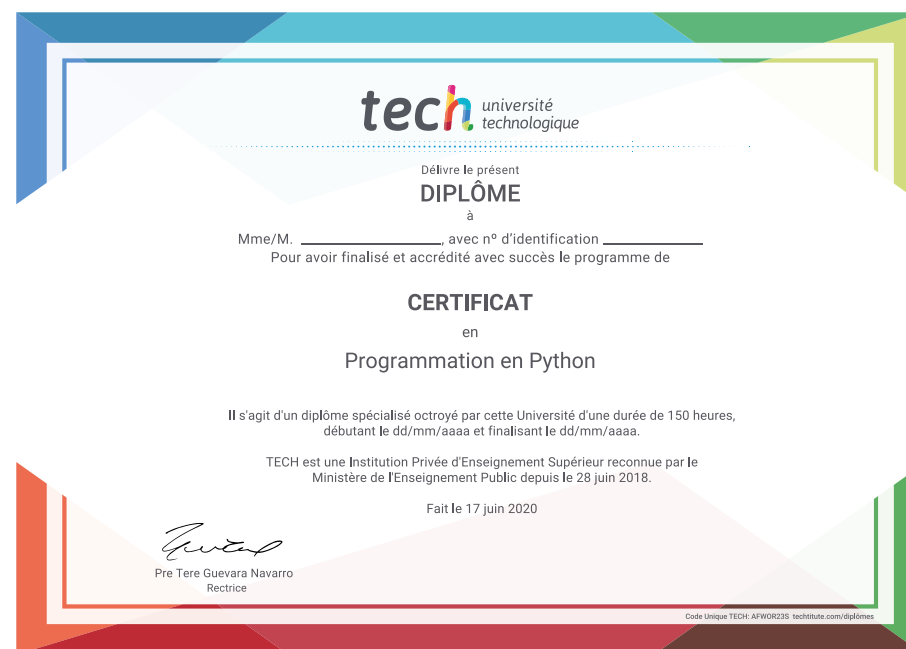 tech université
technologique
Délivre le présent
DIPLÔME
à
Mme/M. ____________________, avec nº d'identification ______________
Pour avoir finalisé et accrédité avec succès le programme de
CERTIFICAT
en
Programmation en Python
Il s'agit d'un diplôme spécialisé octroyé par cette Université d'une durée de 150 heures,
débutant le dd/mm/aaaa et finalisant le dd/mm/aaaa.
TECH est une Institution Privée d'Enseignement Supérieur reconnue par le
Ministère de l'Enseignement Public depuis le 28 juin 2018.
Fait le 17 juin 2020
Pre Tere Guevara Navarro
Rectrice
Code Unique TECH: AFWOR23S techtitute.com/diplômes